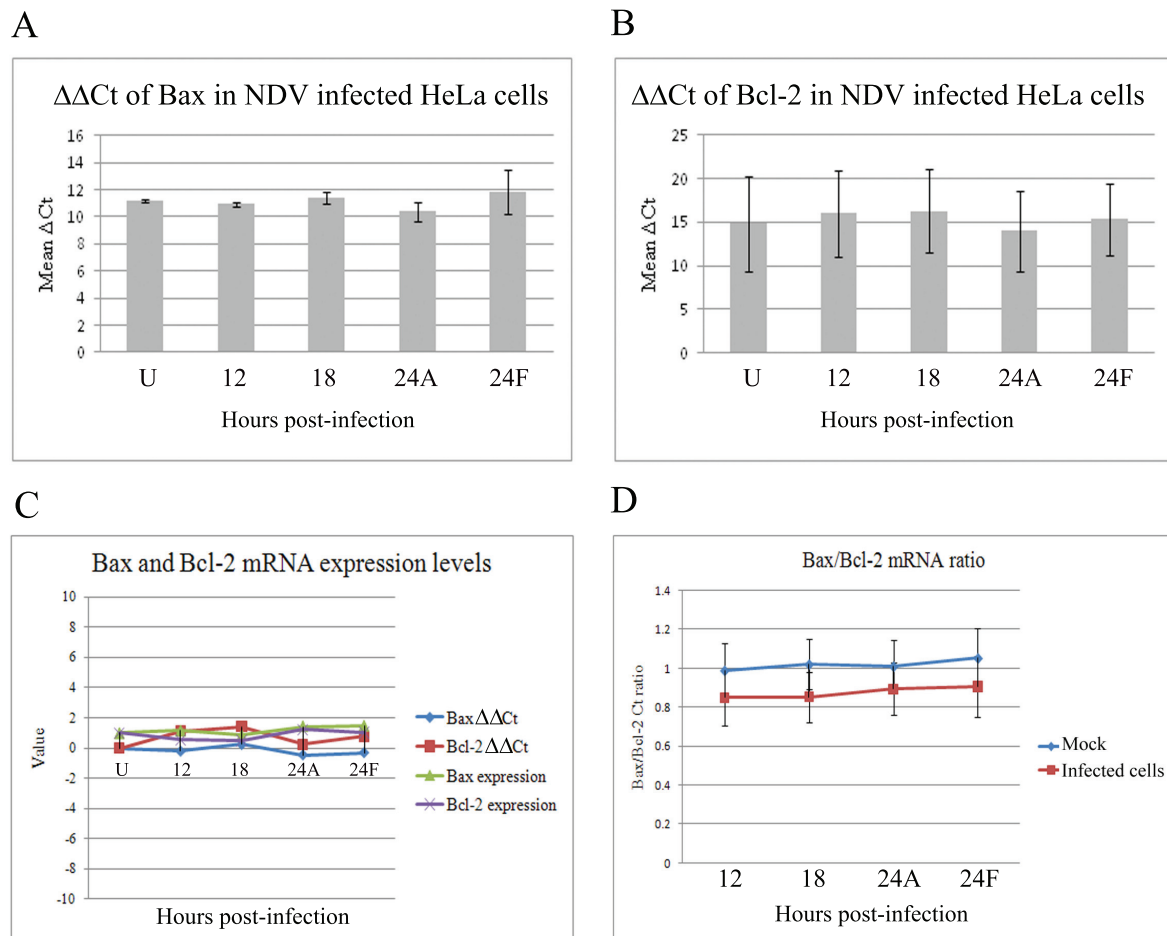 A
ΔΔCt of Bax in NDV infected HeLa cells
Mean ΔCt
16
14
12
10
8
6
4
2
0
U 12 18 24A 24F
Hours post-infection
B
ΔΔCt of Bcl-2 in NDV infected HeLa cells
Mean ΔCt
25
20
15
10
5
0
U 12 18 24A 24F
Hours post-infection
C
Bax and Bcl-2 mRNA expression levels
Value
10
8
6
4
2
0
-2
-4
-6
-8
-10
U 12 18 24A 24F
Hours post-infection
Bax ΔΔCt
Bcl-2 ΔΔCt
Bax expression
Bcl-2 expression
D
Bax/Bcl-2 mRNA ratio
Bax/Bcl-2 Ct ratio
1.4
1.2
1
0.8
0.6
0.4
0.2
0
12 18 24A 24F
Hours post-infection
Mock
Infected cells